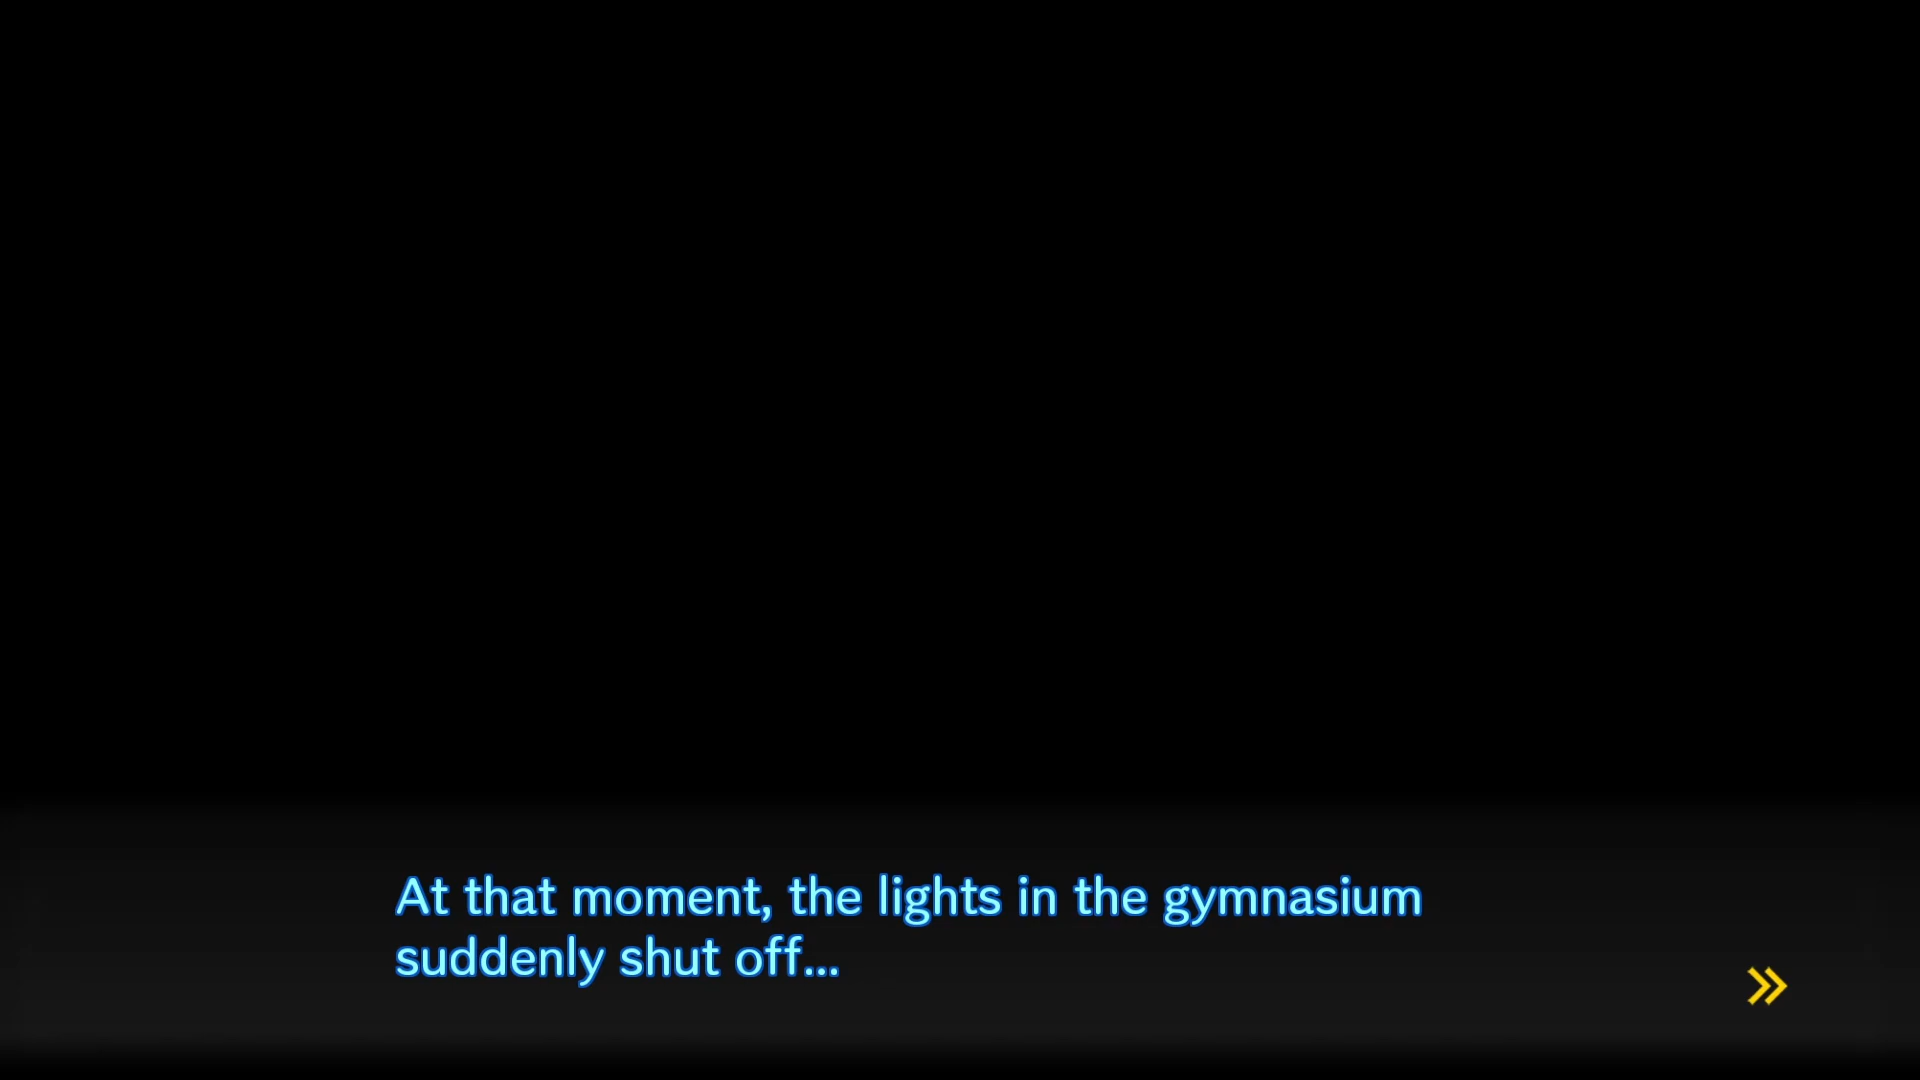 At that moment, the lights in the gymnasium
suddenly shut off...